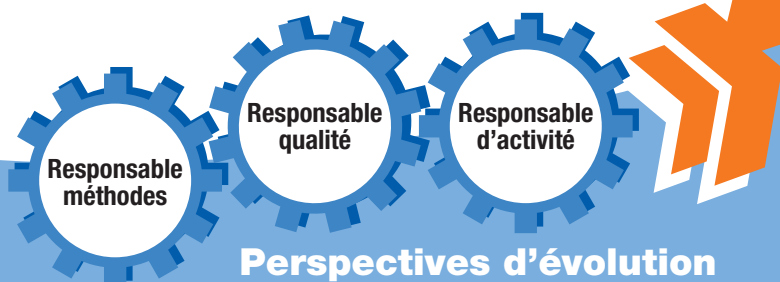 Responsable
méthodes
Responsable
qualité
Responsable
d'activité
Perspectives d'évolution